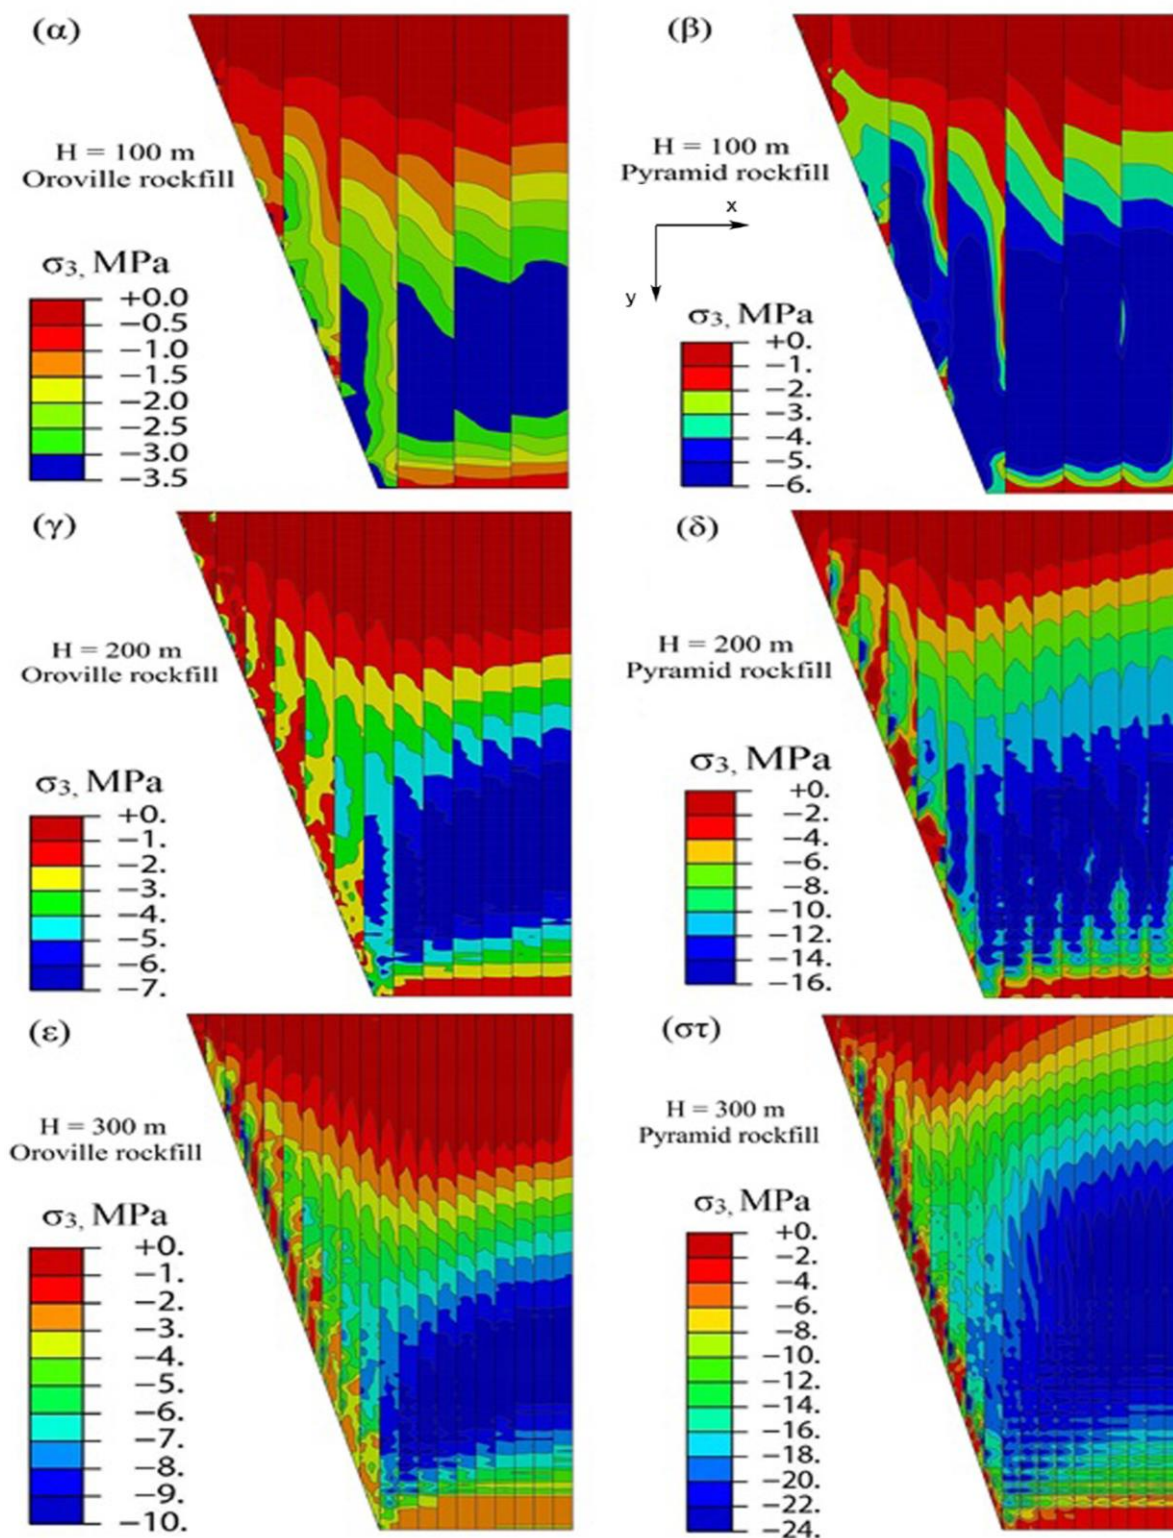 (α)
H = 100 m
Oroville rockfill
σ3, MPa
+0.0
−0.5
−1.0
−1.5
−2.0
−2.5
−3.0
−3.5
(β)
H = 100 m
Pyramid rockfill
x
y
σ3, MPa
+0.
−1.
−2.
−3.
−4.
−5.
−6.
(γ)
H = 200 m
Oroville rockfill
σ3, MPa
+0.
−1.
−2.
−3.
−4.
−5.
−6.
−7.
(δ)
H = 200 m
Pyramid rockfill
σ3, MPa
+0.
−2.
−4.
−6.
−8.
−10.
−12.
−14.
−16.
(ε)
H = 300 m
Oroville rockfill
σ3, MPa
+0.
−1.
−2.
−3.
−4.
−5.
−6.
−7.
−8.
−9.
−10.
(στ)
H = 300 m
Pyramid rockfill
σ3, MPa
+0.
−2.
−4.
−6.
−8.
−10.
−12.
−14.
−16.
−18.
−20.
−22.
−24.